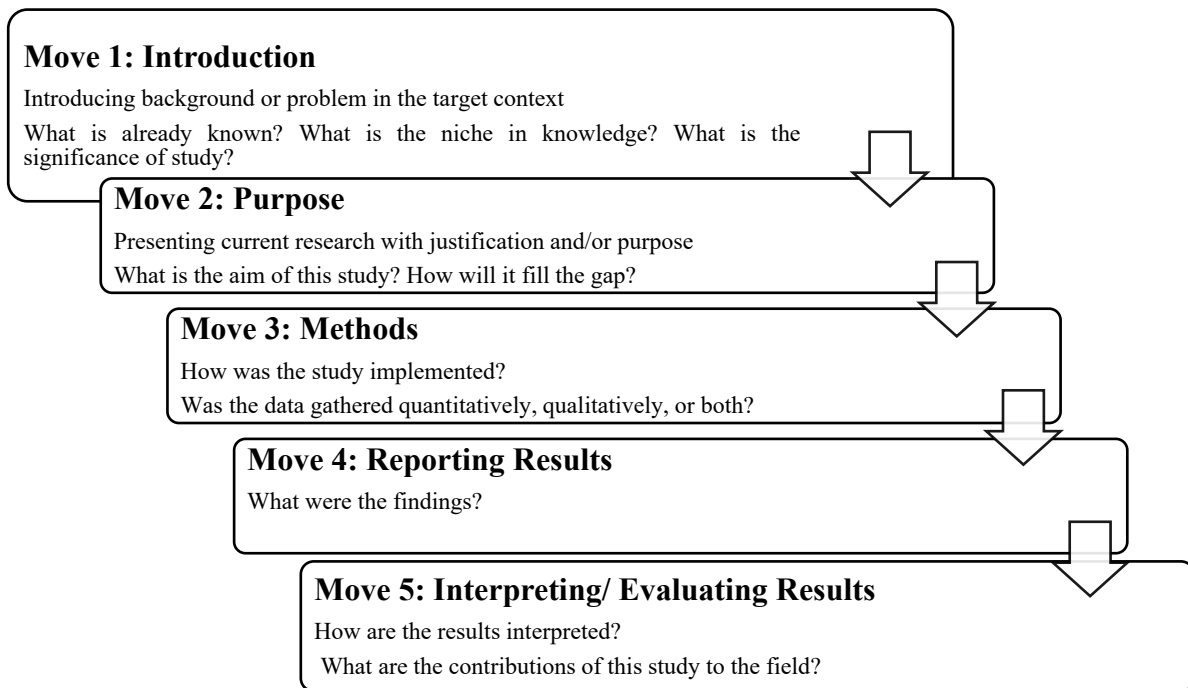 Move 1: Introduction
Introducing background or problem in the target context
What is already known? What is the niche in knowledge? What is the
significance of study?
Move 2: Purpose
Presenting current research with justification and/or purpose
What is the aim of this study? How will it fill the gap?
Move 3: Methods
How was the study implemented?
Was the data gathered quantitatively, qualitatively, or both?
Move 4: Reporting Results
What were the findings?
Move 5: Interpreting/ Evaluating Results
How are the results interpreted?
What are the contributions of this study to the field?